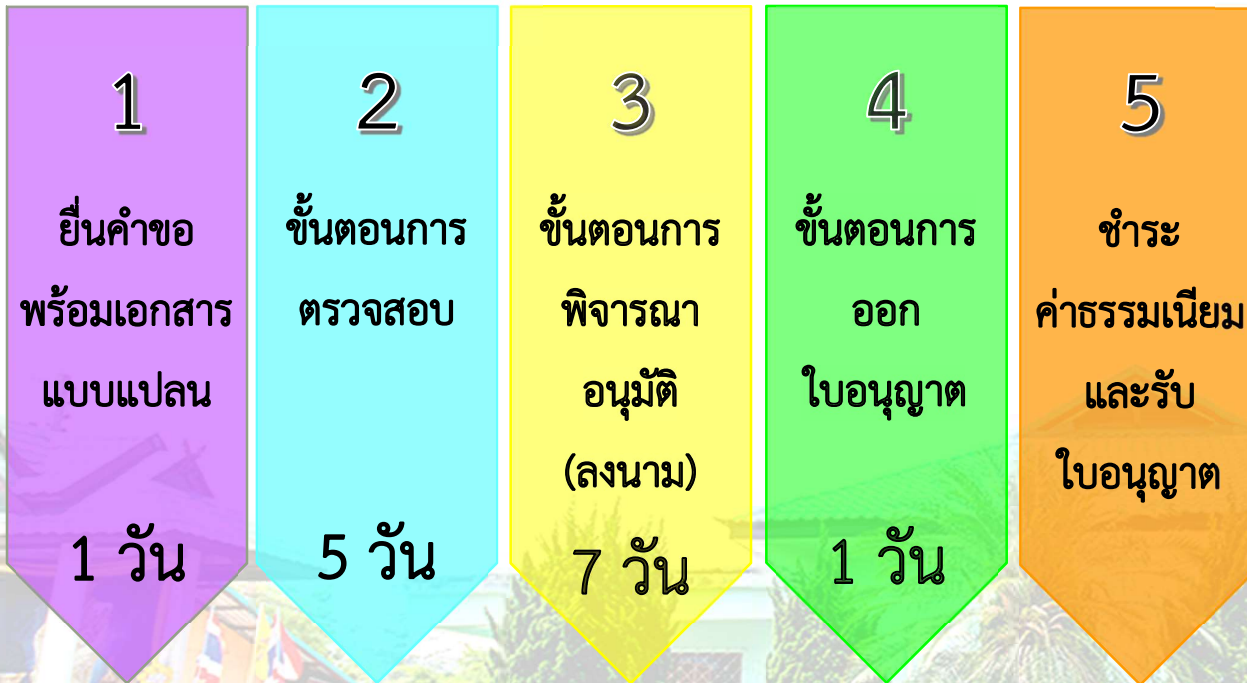 1
ยื่นคำขอ
พร้อมเอกสาร
แบบแปลน
1 วัน
2
ขั้นตอนการ
ตรวจสอบ
5 วัน
3
ขั้นตอนการ
พิจารณา
อนุมัติ
(ลงนาม)
7 วัน
4
ขั้นตอนการ
ออก
ใบอนุญาต
1 วัน
5
ชำระ
ค่าธรรมเนียม
และรับ
ใบอนุญาต